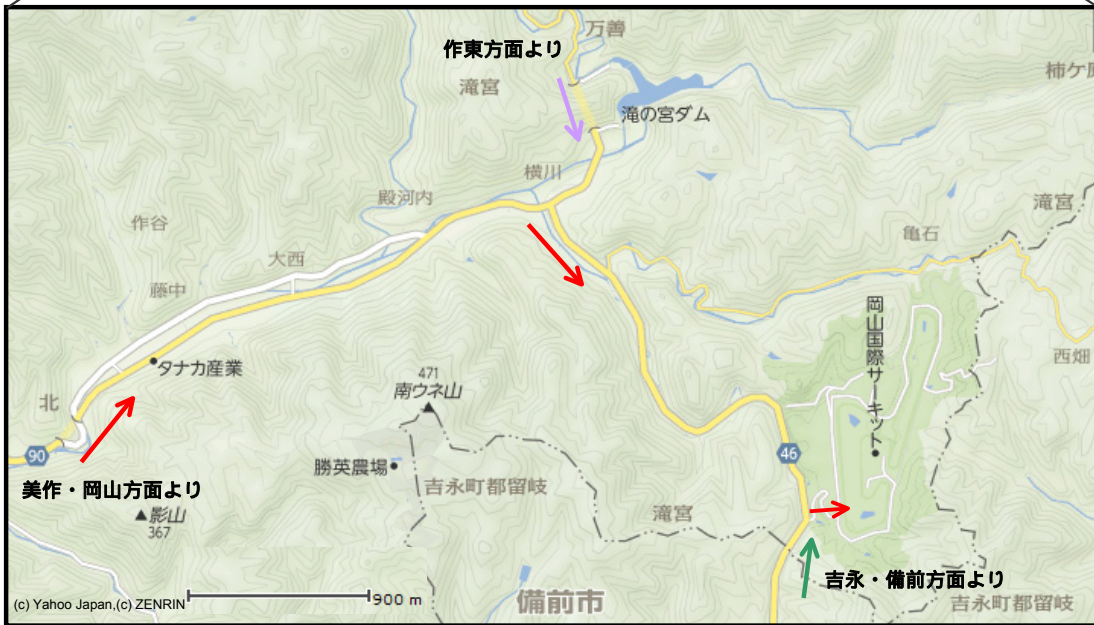 万善
作東方面より
柿ケ原
滝宮
滝の宮ダム
横川
殿河内
滝宮
作谷
亀石
大西
藤中
岡山国際サーキット
タナカ産業
西畑
471
南ウネ山
北
90
46
勝英農場
美作・岡山方面より
吉永町都留岐
影山
367
滝宮
吉永・備前方面より
(c) Yahoo Japan,(c) ZENRIN
900 m
備前市
吉永町都留岐